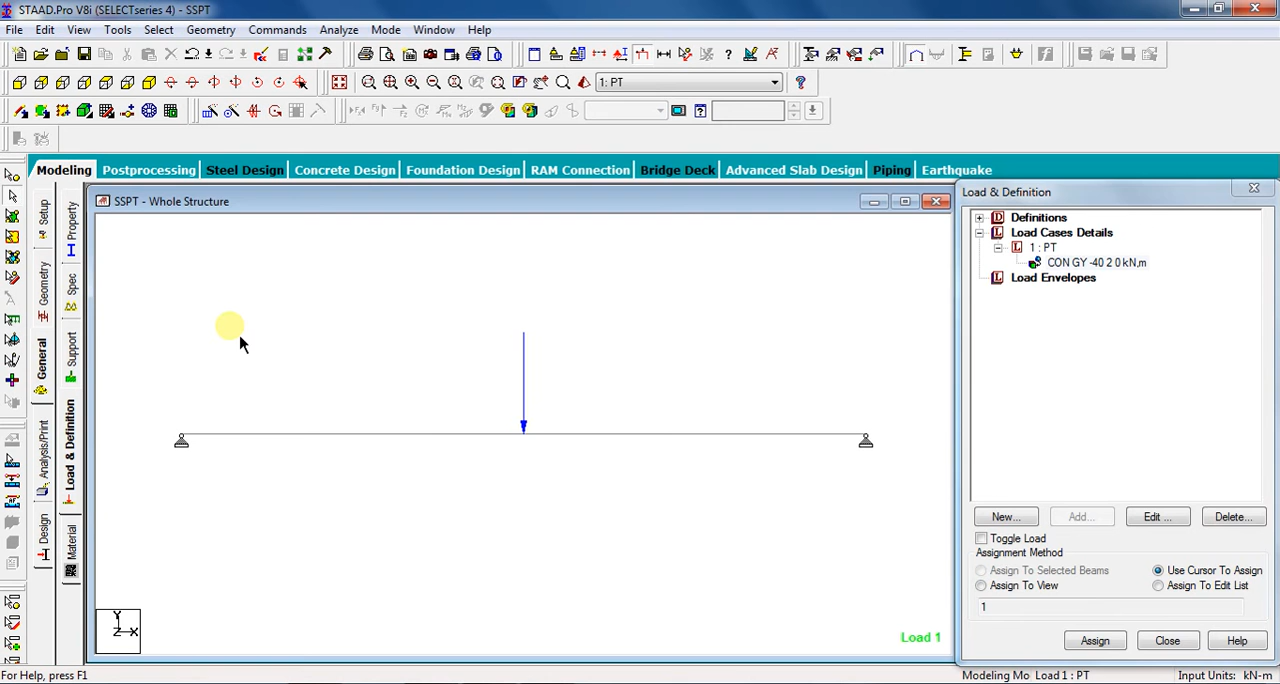 STAAD.Pro V8i (SELECTseries 4) - SSPT
File Edit View Tools Select Geometry Commands Analyze Mode Window Help
1: PT
Modeling Postprocessing Steel Design Concrete Design Foundation Design RAM Connection Bridge Deck Advanced Slab Design Piping Earthquake
Setup
Geometry
General
Analysis/Print
Design
Property
Spec
Support
Load & Definition
Material
SSPT - Whole Structure
Y
Z X
Load 1
Load & Definition
Definitions
Load Cases Details
1 : PT
CON GY -40 2 0 kN,m
Load Envelopes
New... Add... Edit ... Delete...
Toggle Load
Assignment Method
Assign To Selected Beams Use Cursor To Assign
Assign To View Assign To Edit List
1
Assign Close Help
For Help, press F1 Modeling Mo Load 1 : PT Input Units: kN-m